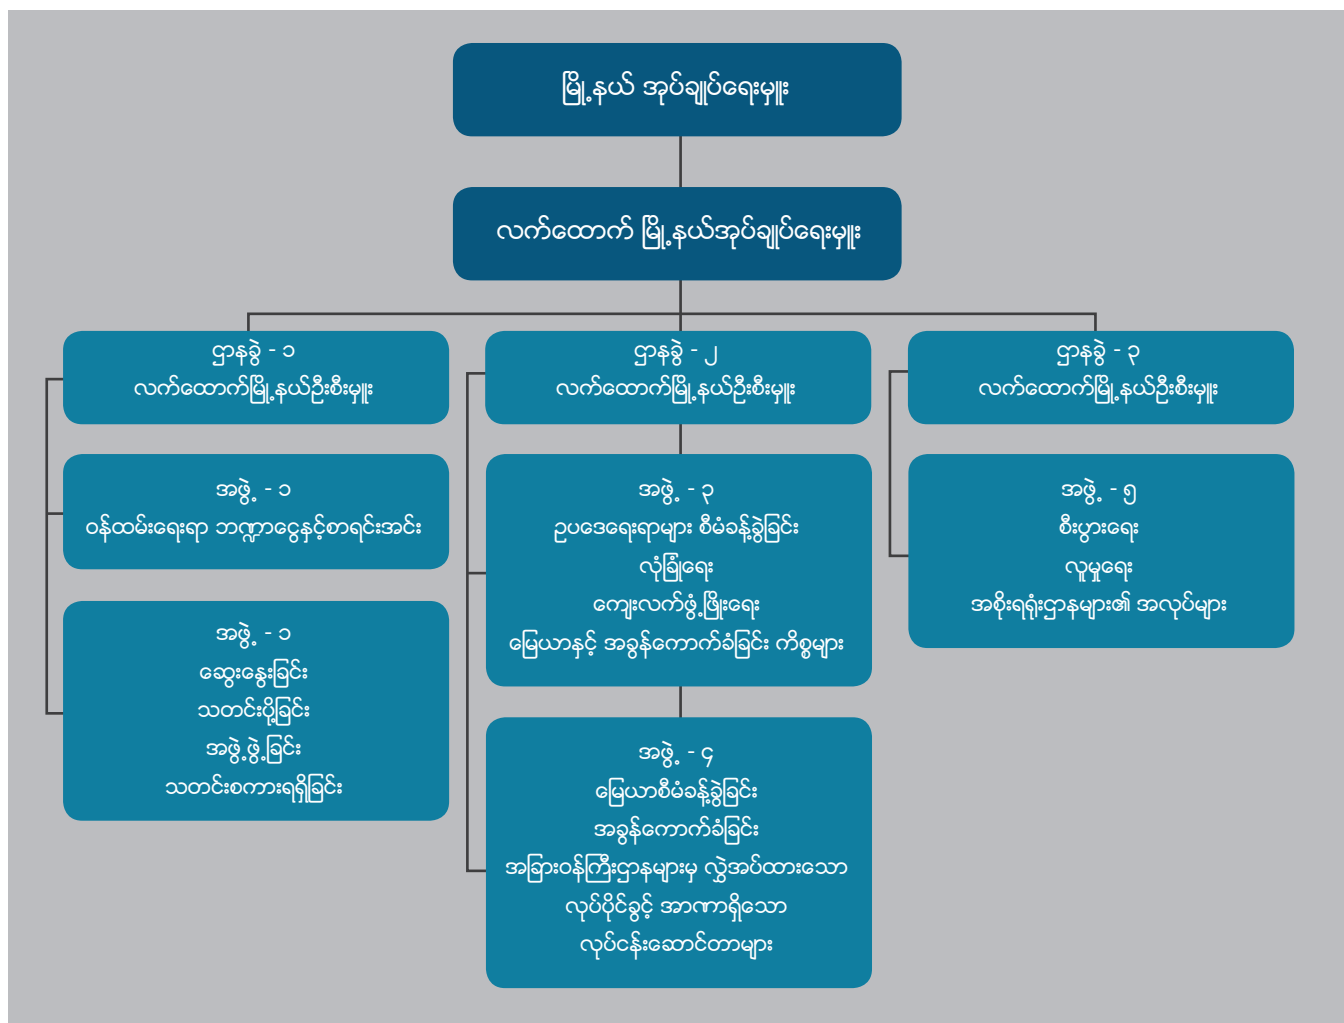 မြို့နယ် အုပ်ချုပ်ရေးမှူး
လက်ထောက် မြို့နယ်အုပ်ချုပ်ရေးမှူး
ဌာနခွဲ - ၁
လက်ထောက်မြို့နယ်ဦးစီးမှူး
အဖွဲ့ - ၁
ဝန်ထမ်းရေးရာ ဘဏ္ဍာငွေနှင့်စာရင်းအင်း
အဖွဲ့ - ၁
ဆွေးနွေးခြင်း
သတင်းပို့ခြင်း
အဖွဲ့ဖွဲ့ခြင်း
သတင်းစကားရရှိခြင်း
ဌာနခွဲ - ၂
လက်ထောက်မြို့နယ်ဦးစီးမှူး
အဖွဲ့ - ၃
ဥပဒေရေးရာများ စီမံခန့်ခွဲခြင်း
လုံခြုံရေး
ကျေးလက်ဖွံ့ဖြိုးရေး
မြေယာနှင့် အခွန်ကောက်ခံခြင်း ကိစ္စများ
အဖွဲ့ - ၄
မြေယာစီမံခန့်ခွဲခြင်း
အခွန်ကောက်ခံခြင်း
အခြားဝန်ကြီးဌာနများမှ လွှဲအပ်ထားသော
လုပ်ပိုင်ခွင့် အာဏာရှိသော
လုပ်ငန်းဆောင်တာများ
ဌာနခွဲ - ၃
လက်ထောက်မြို့နယ်ဦးစီးမှူး
အဖွဲ့ - ၅
စီးပွားရေး
လူမှုရေး
အစိုးရရုံးဌာနများ၏ အလုပ်များ